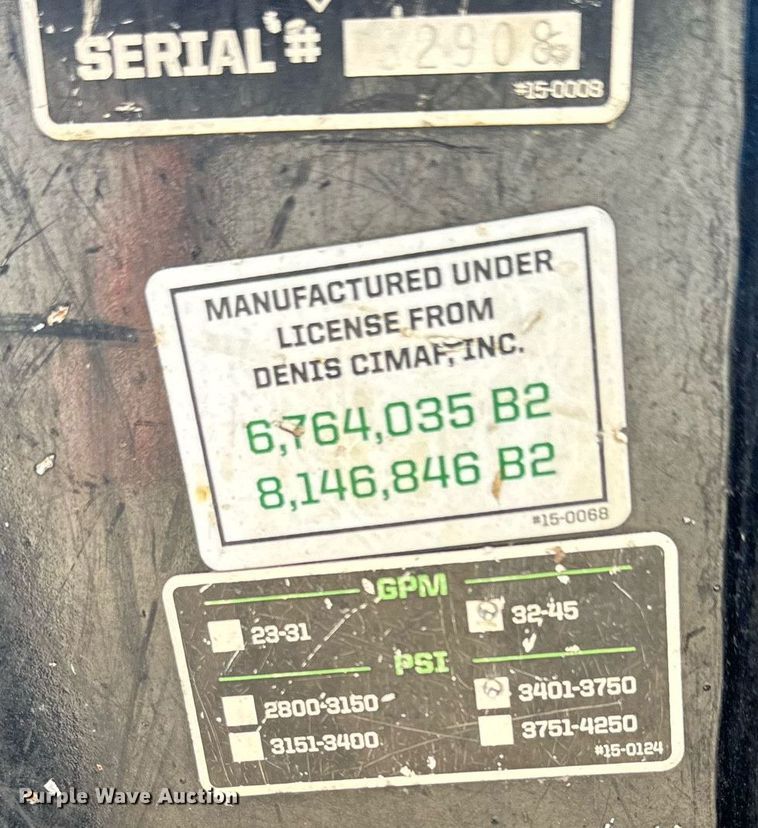 SERIAL #
#15-0008
MANUFACTURED UNDER
LICENSE FROM
DENIS CIMAF, INC.
6,764,035 B2
8,146,846 B2
#15-0068
GPM
23-31 32-45
PSI
2800-3150 3401-3750
3151-3400 3751-4250
#15-0124
Purple Wave Auction